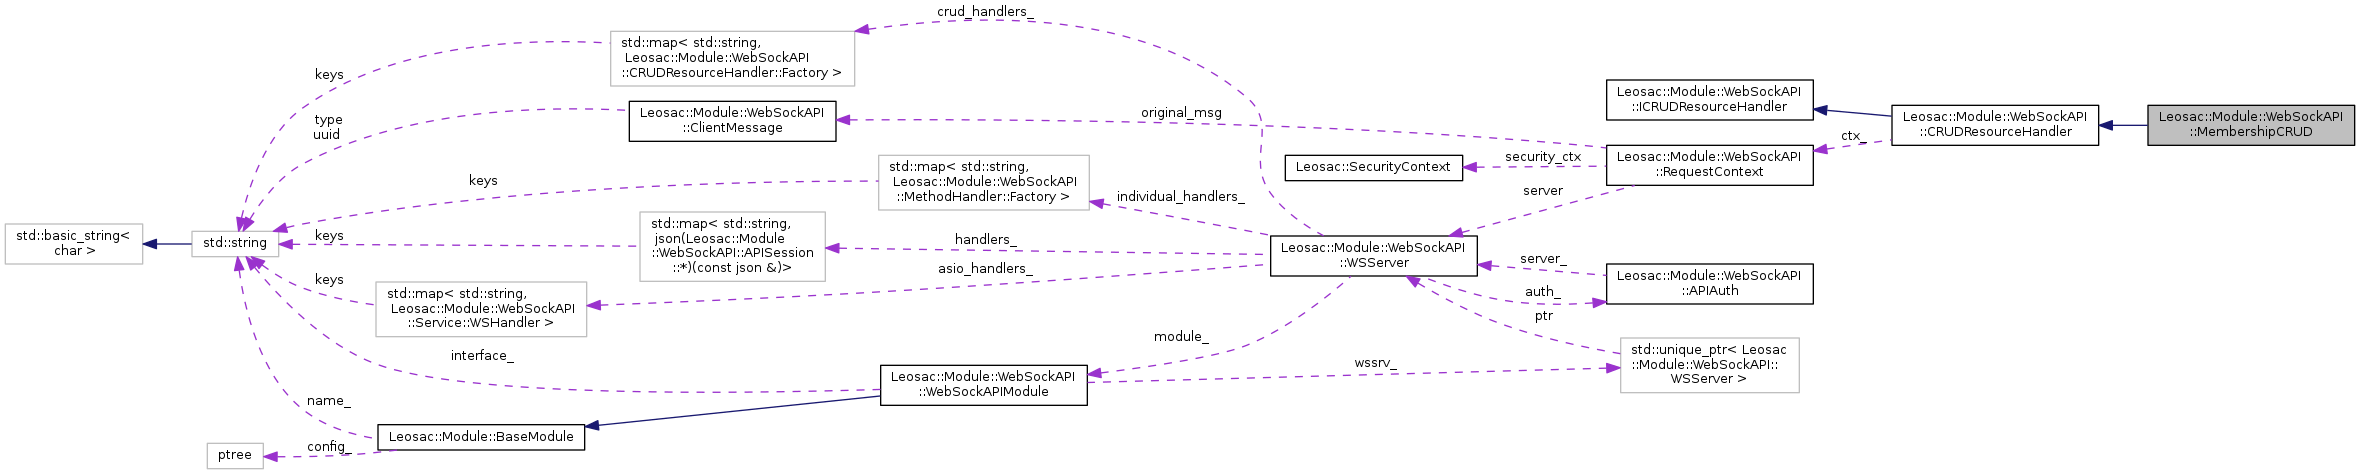 crud_handlers_
std::map< std::string,
Leosac::Module::WebSockAPI
::CRUDResourceHandler::Factory >
keys
Leosac::Module::WebSockAPI
::ICRUDResourceHandler
Leosac::Module::WebSockAPI
::ClientMessage
type
uuid
original_msg
Leosac::Module::WebSockAPI
::CRUDResourceHandler
Leosac::Module::WebSockAPI
::MembershipCRUD
ctx_
Leosac::SecurityContext
security_ctx
Leosac::Module::WebSockAPI
::RequestContext
std::map< std::string,
Leosac::Module::WebSockAPI
::MethodHandler::Factory >
keys
individual_handlers_
server
std::basic_string<
char >
std::string
keys
std::map< std::string,
json(Leosac::Module
::WebSockAPI::APISession
::*)(const json &)>
handlers_
Leosac::Module::WebSockAPI
::WSServer
asio_handlers_
server_
Leosac::Module::WebSockAPI
::APIAuth
auth_
keys
std::map< std::string,
Leosac::Module::WebSockAPI
::Service::WSHandler >
ptr
module_
interface_
std::unique_ptr< Leosac
::Module::WebSockAPI::
WSServer >
wssrv_
Leosac::Module::WebSockAPI
::WebSockAPIModule
name_
Leosac::Module::BaseModule
config_
ptree